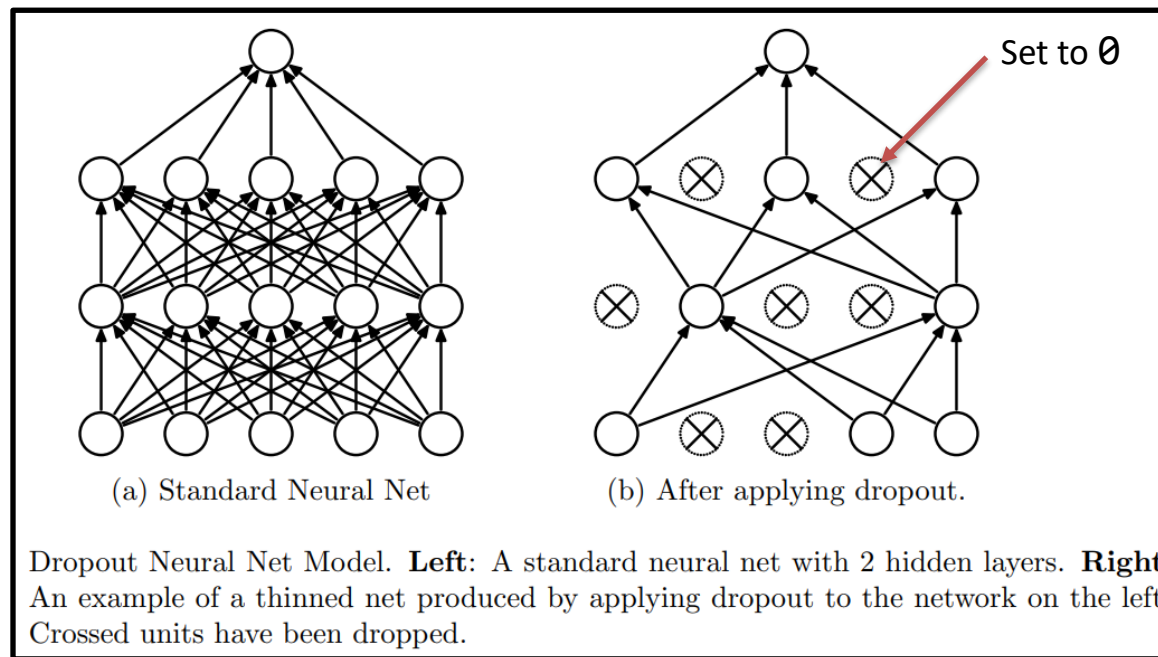 Set to 0
(a) Standard Neural Net
(b) After applying dropout.
Dropout Neural Net Model. Left: A standard neural net with 2 hidden layers. Right
An example of a thinned net produced by applying dropout to the network on the left
Crossed units have been dropped.